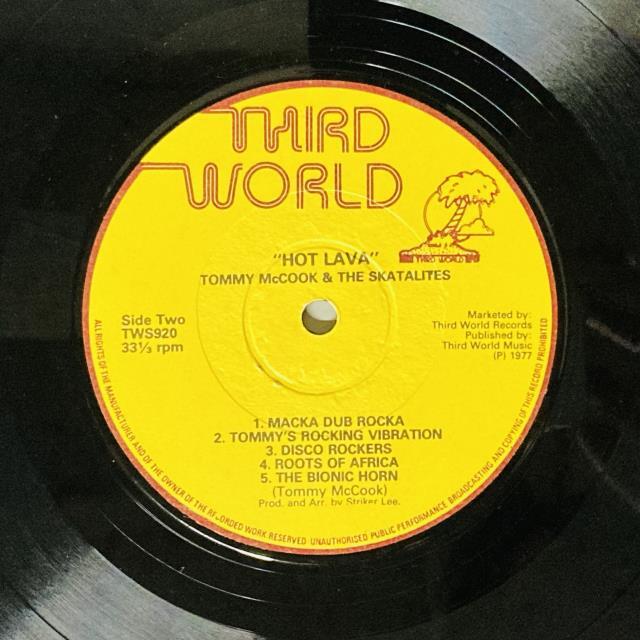 THIRD
WORLD
THIRD WORLD
"HOT LAVA"
TOMMY McCOOK & THE SKATALITES
Side Two
TWS920
33⅓ rpm
Marketed by:
Third World Records
Published by:
Third World Music
(P) 1977
1. MACKA DUB ROCKA
2. TOMMY'S ROCKING VIBRATION
3. DISCO ROCKERS
4. ROOTS OF AFRICA
5. THE BIONIC HORN
(Tommy McCook)
Prod. and Arr. by Striker Lee.
ALL RIGHTS OF THE MANUFACTURER AND OF THE OWNER OF THE RECORDED WORK RESERVED UNAUTHORISED PUBLIC PERFORMANCE BROADCASTING AND COPYING OF THIS RECORD PROHIBITED